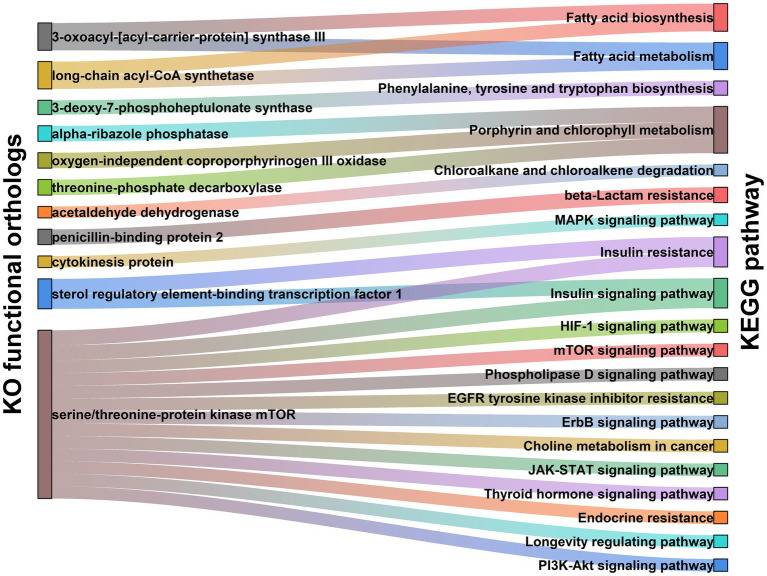 KO functional orthologs
3-oxoacyl-[acyl-carrier-protein] synthase III
long-chain acyl-CoA synthetase
3-deoxy-7-phosphoheptulonate synthase
alpha-ribazole phosphatase
oxygen-independent coproporphyrinogen III oxidase
threonine-phosphate decarboxylase
acetaldehyde dehydrogenase
penicillin-binding protein 2
cytokinesis protein
sterol regulatory element-binding transcription factor 1
serine/threonine-protein kinase mTOR
Fatty acid biosynthesis
Fatty acid metabolism
Phenylalanine, tyrosine and tryptophan biosynthesis
Porphyrin and chlorophyll metabolism
Chloroalkane and chloroalkene degradation
beta-Lactam resistance
MAPK signaling pathway
Insulin resistance
Insulin signaling pathway
HIF-1 signaling pathway
mTOR signaling pathway
Phospholipase D signaling pathway
EGFR tyrosine kinase inhibitor resistance
ErbB signaling pathway
Choline metabolism in cancer
JAK-STAT signaling pathway
Thyroid hormone signaling pathway
Endocrine resistance
Longevity regulating pathway
PI3K-Akt signaling pathway
KEGG pathway